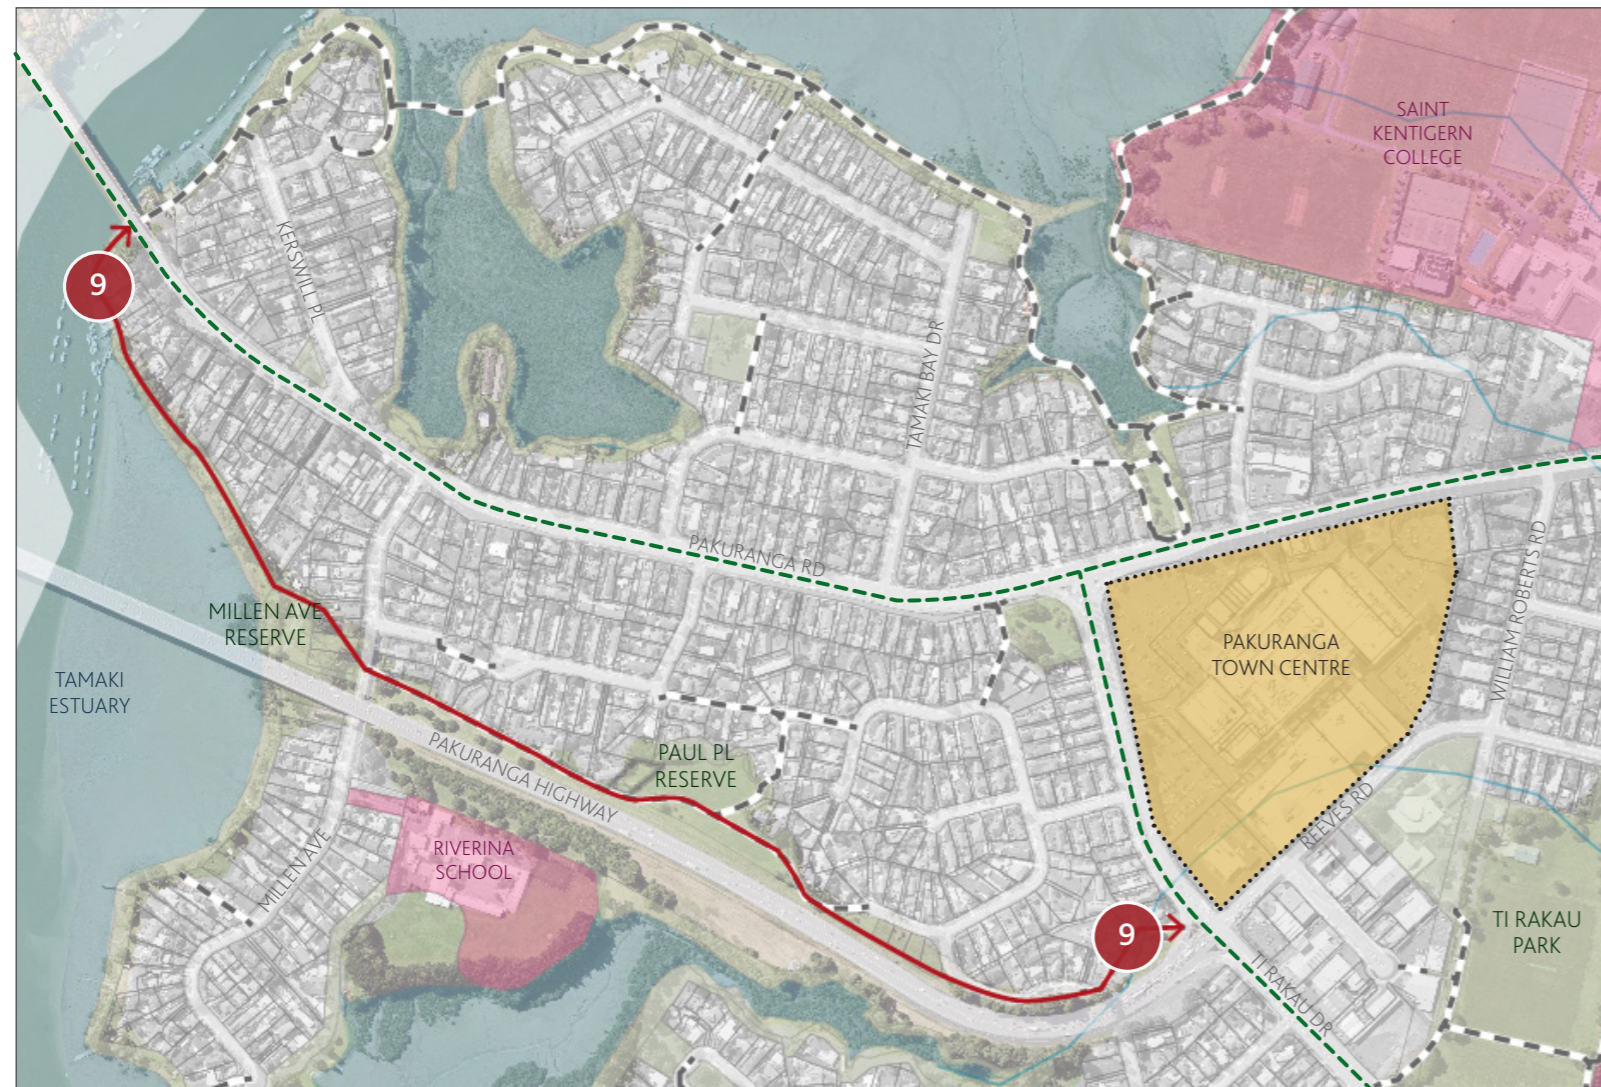 SAINT
KENTIGERN
COLLEGE
9
KERSWILL PL
TAMAKI BAY DR
PAKURANGA RD
WILLIAM ROBERTS RD
MILLEN AVE
RESERVE
PAKURANGA
TOWN CENTRE
TAMAKI
ESTUARY
PAKURANGA HIGHWAY
PAUL PL
RESERVE
REEVES RD
RIVERINA
SCHOOL
MILLEN AVE
9
TI RAKAU
PARK
TI RAKAU DR